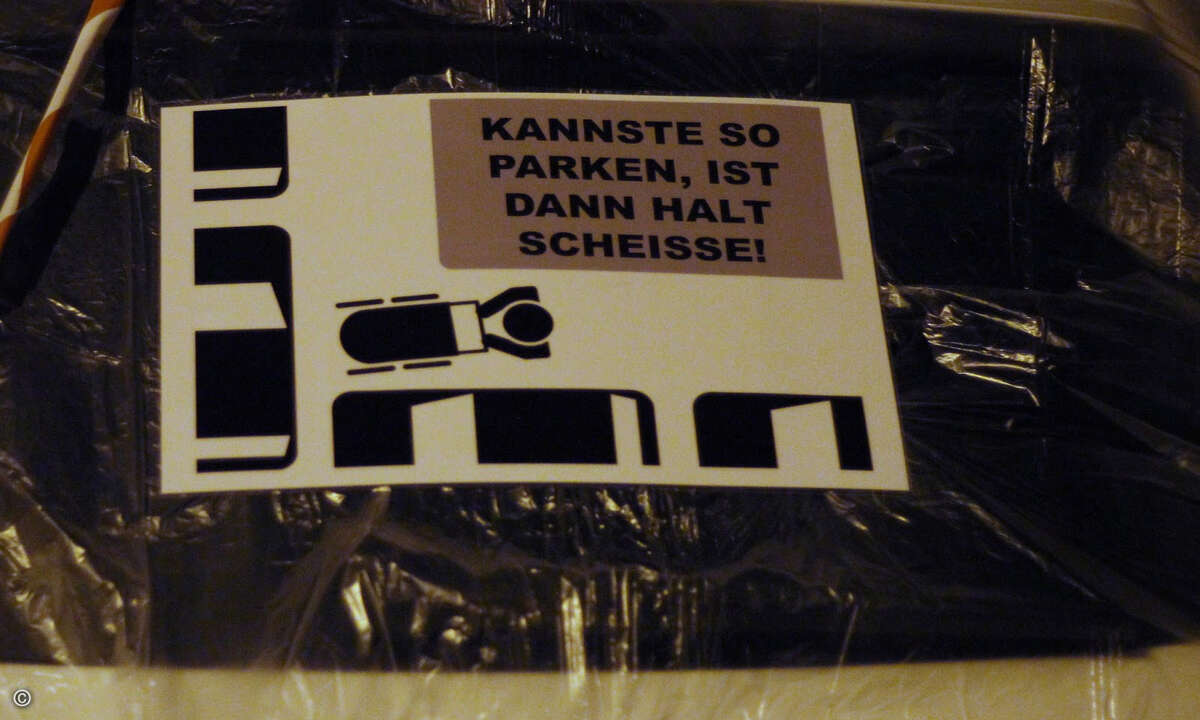 KANNSTE SO
PARKEN, IST
DANN HALT
SCHEISSE!
©